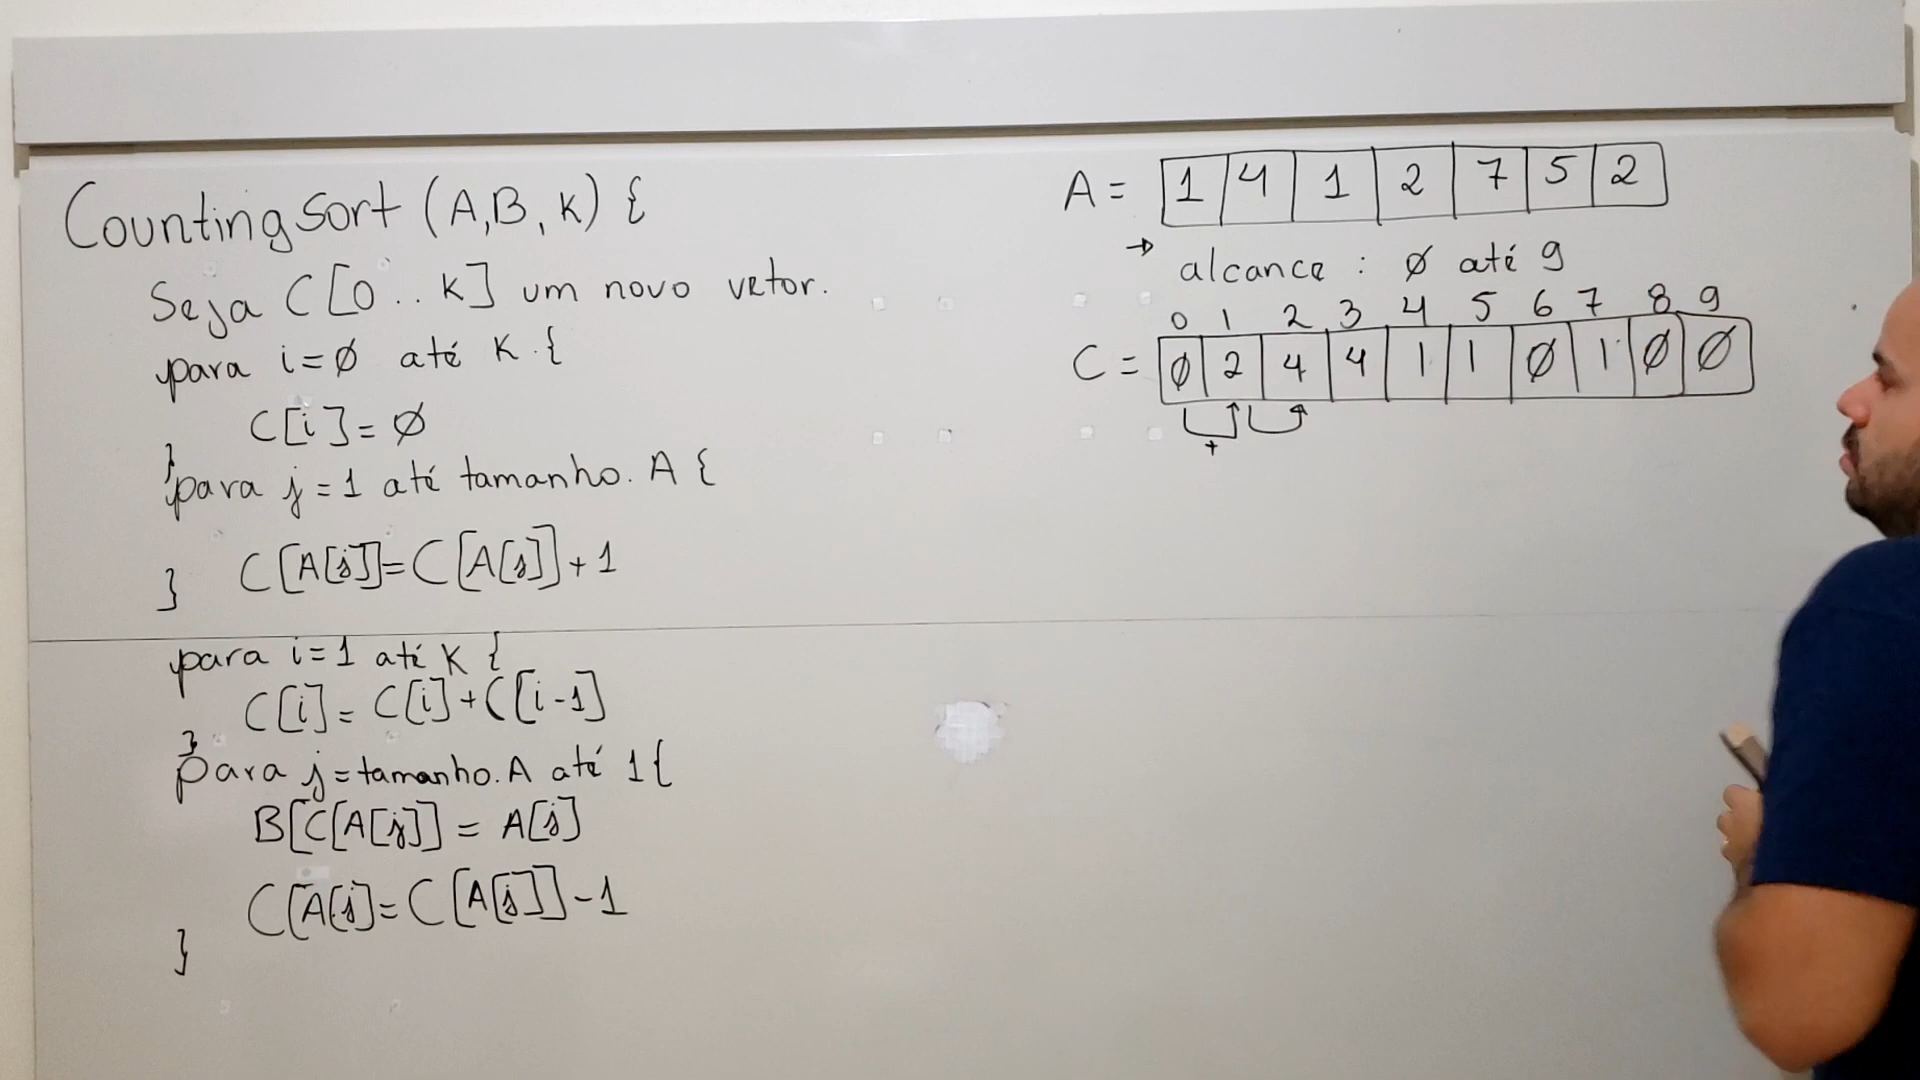 CountingSort (A,B,K) {
Seja C[0..K] um novo vetor.
para i=∅ até K {
C[i]=∅
}
para j=1 até tamanho.A {
C[A[j]]=C[A[j]]+1
}
para i=1 até K {
C[i]=C[i]+C[i-1]
}
para j=tamanho.A até 1{
B[C[A[j]] = A[j]
C[A[j]=C[A[j]]-1
}
A = 1 4 1 2 7 5 2
→ alcance : ∅ até 9
0 1 2 3 4 5 6 7 8 9
C = ∅ 2 4 4 1 1 ∅ 1 ∅ ∅
+